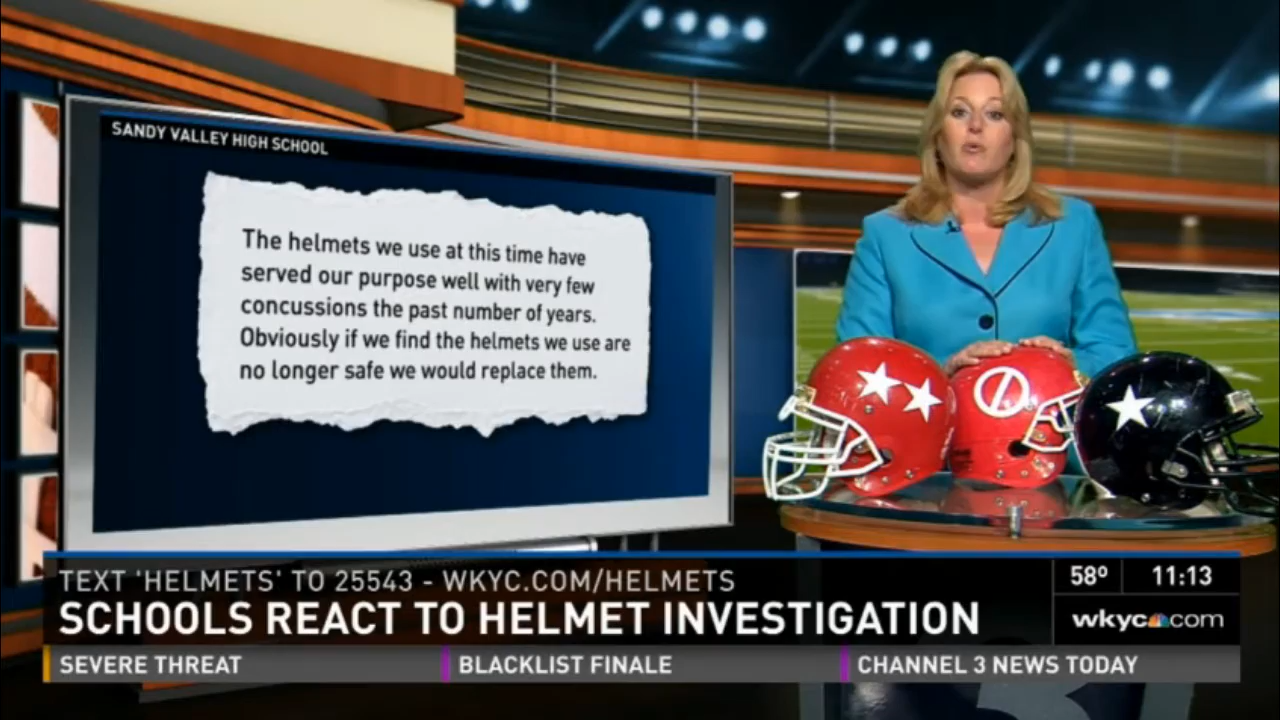 SANDY VALLEY HIGH SCHOOL
The helmets we use at this time have
served our purpose well with very few
concussions the past number of years.
Obviously if we find the helmets we use are
no longer safe we would replace them.
TEXT 'HELMETS' TO 25543 - WKYC.COM/HELMETS
SCHOOLS REACT TO HELMET INVESTIGATION
58º 11:13
wkyc.com
SEVERE THREAT BLACKLIST FINALE CHANNEL 3 NEWS TODAY